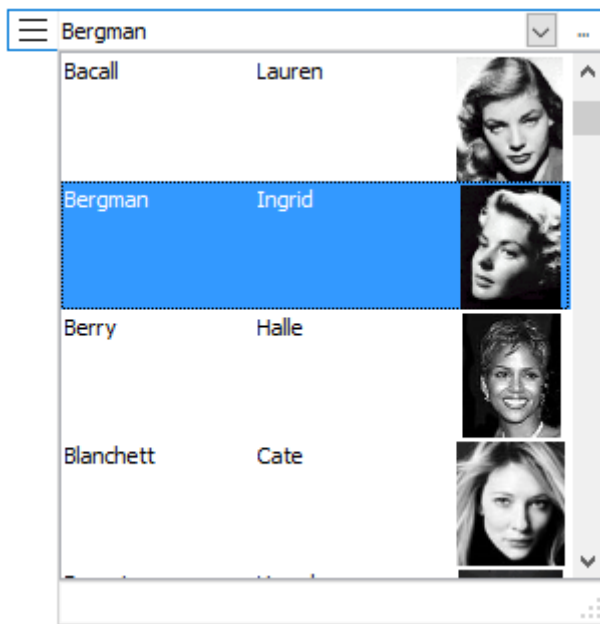 Bergman
Bacall Lauren
Bergman Ingrid
Berry Halle
Blanchett Cate